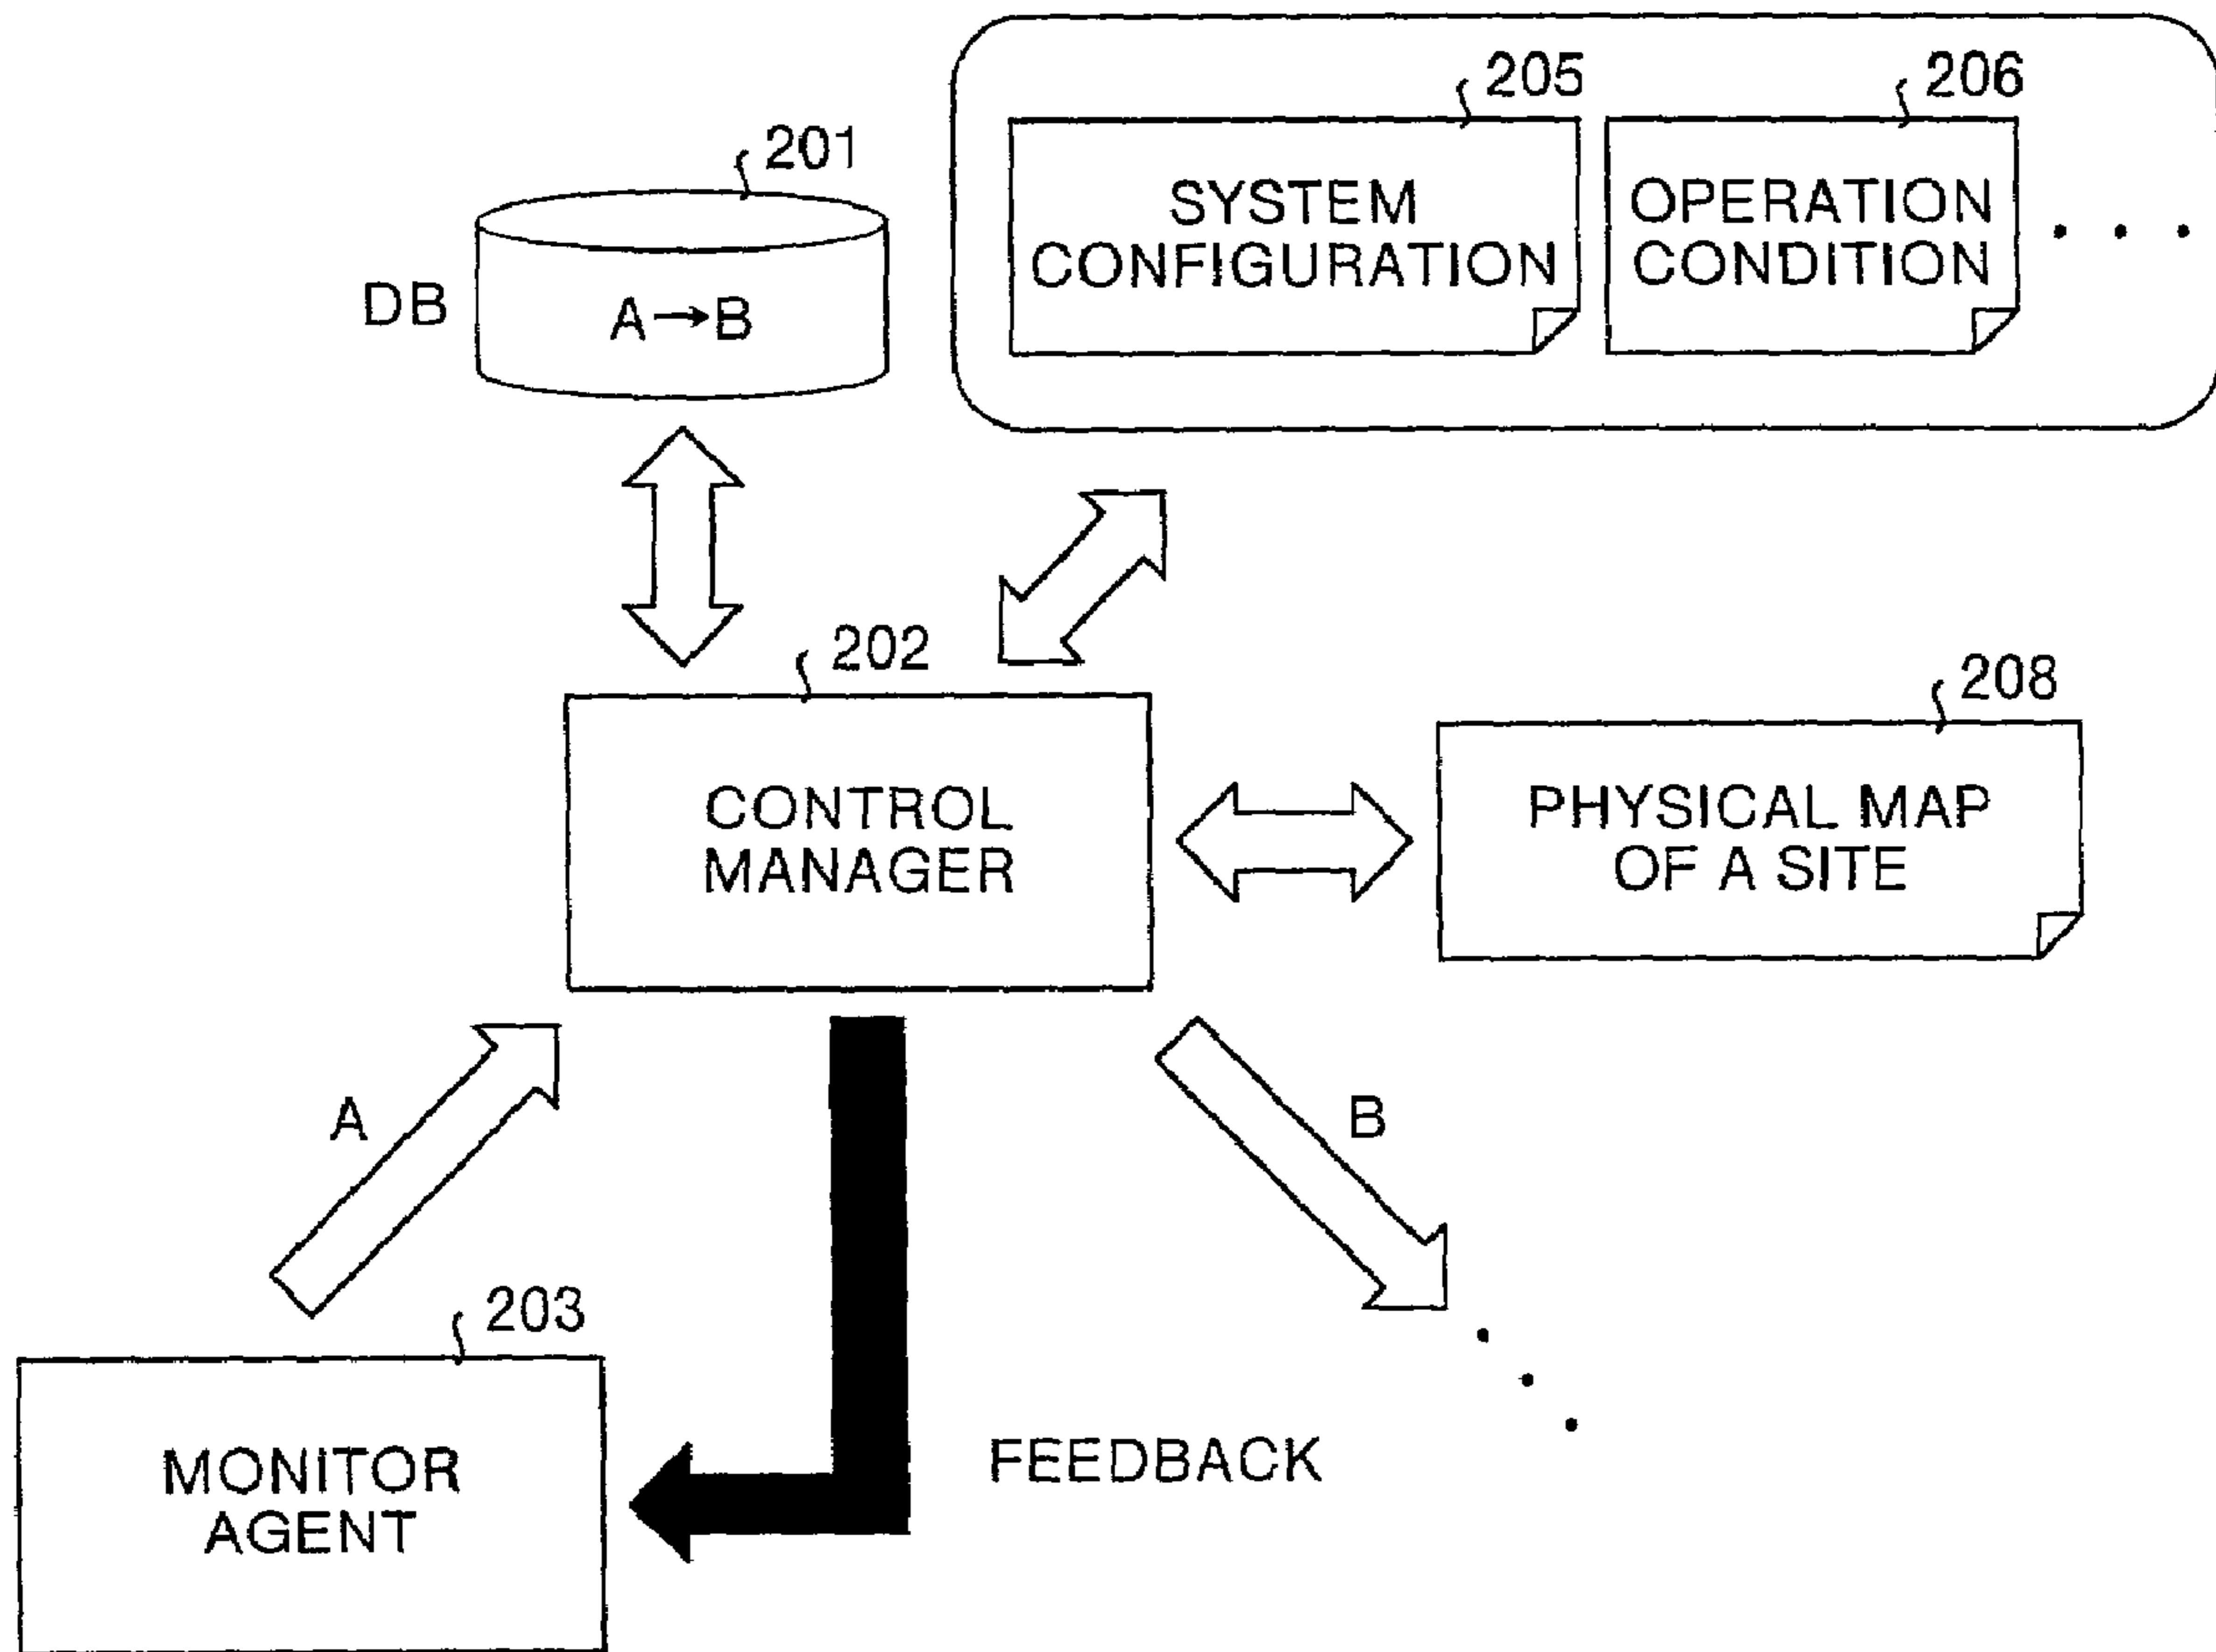 205
206
201
SYSTEM
CONFIGURATION
OPERATION
CONDITION
. . .
DB
A→B
202
208
CONTROL
MANAGER
PHYSICAL MAP
OF A SITE
A
B
203
FEEDBACK
MONITOR
AGENT